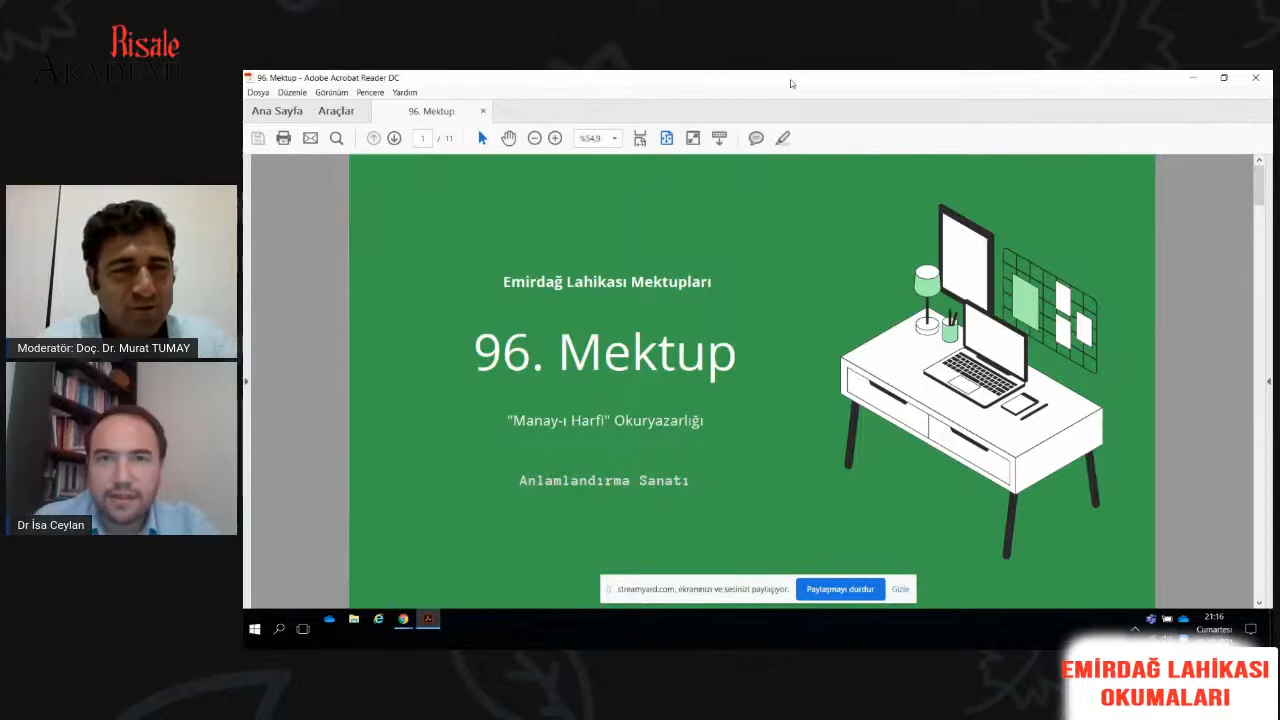 Risale
AKADEMİ
96. Mektup - Adobe Acrobat Reader DC
Dosya Düzenle Görünüm Pencere Yardım
Ana Sayfa Araçlar 96. Mektup ×
1 / 11 %54,9
Emirdağ Lahikası Mektupları
96. Mektup
"Manay-ı Harfi" Okuryazarlığı
Anlamlandırma Sanatı
Moderatör: Doç. Dr. Murat TUMAY
Dr İsa Ceylan
streamyard.com, ekranınızı ve sesinizi paylaşıyor. Paylaşmayı durdur Gizle
21:16
Cumartesi
EMİRDAĞ LAHİKASI
OKUMALARI